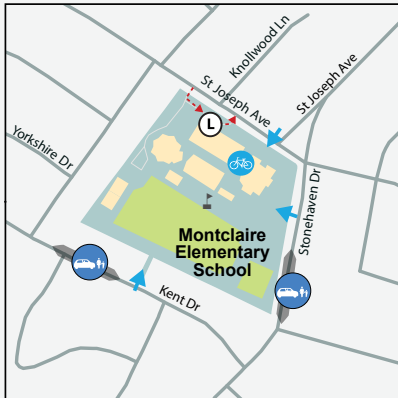 Knollwood Ln
St Joseph Ave
St Joseph Ave
Yorkshire Dr
L
Stonehaven Dr
Montclaire
Elementary
School
Kent Dr